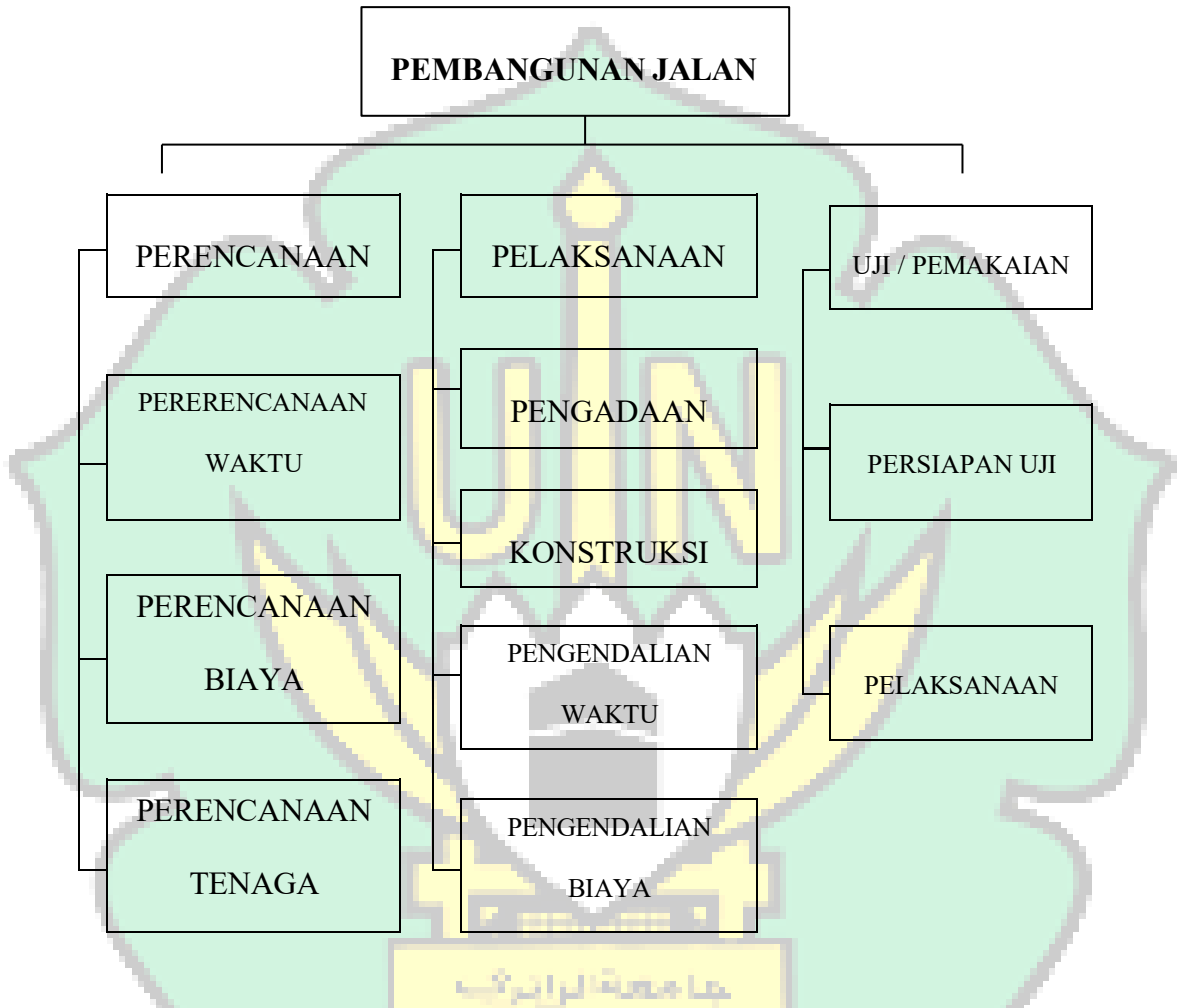 PEMBANGUNAN JALAN
PERENCANAAN
PERERENCANAAN
WAKTU
PERENCANAAN
BIAYA
PERENCANAAN
TENAGA
PELAKSANAAN
PENGADAAN
KONSTRUKSI
PENGENDALIAN
WAKTU
PENGENDALIAN
BIAYA
UJI / PEMAKAIAN
PERSIAPAN UJI
PELAKSANAAN
UIN